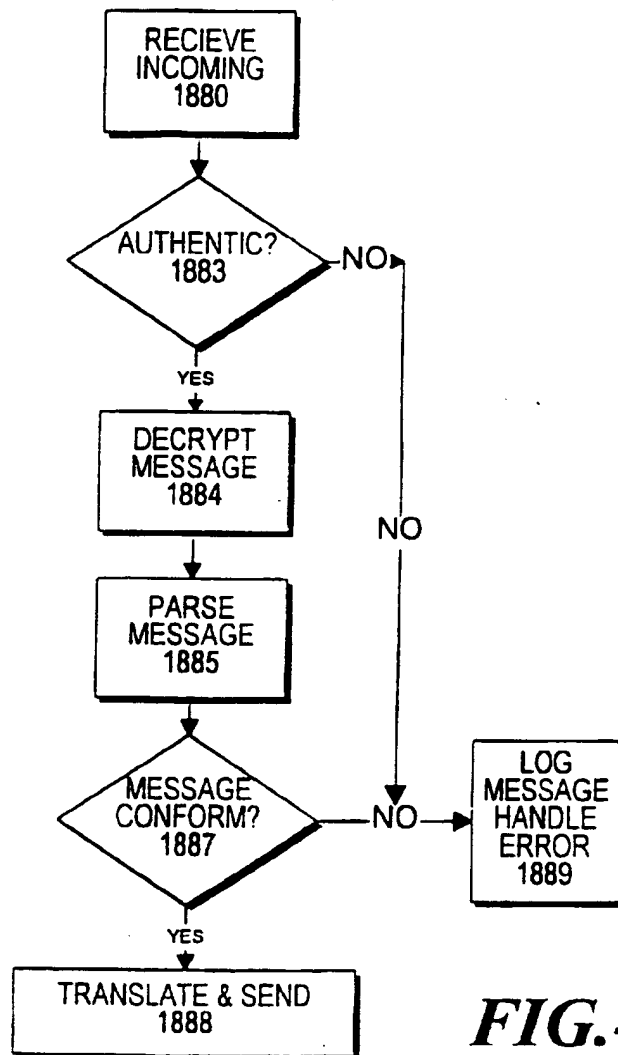 RECIEVE
INCOMING
1880
AUTHENTIC?
1883
NO
YES
DECRYPT
MESSAGE
1884
NO
PARSE
MESSAGE
1885
MESSAGE
CONFORM?
1887
NO
LOG
MESSAGE
HANDLE
ERROR
1889
YES
TRANSLATE & SEND
1888
FIG.